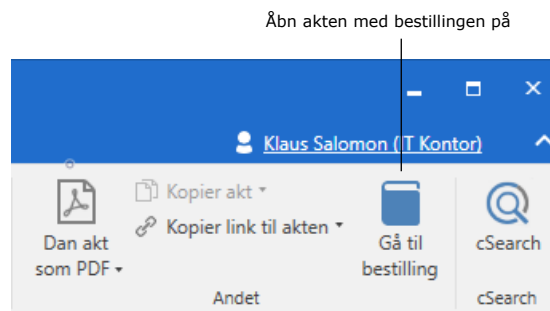 Åbn akten med bestillingen på
Klaus Salomon (IT Kontor)
Dan akt
som PDF
Kopier akt
Kopier link til akten
Gå til
bestilling
cSearch
Andet
cSearch